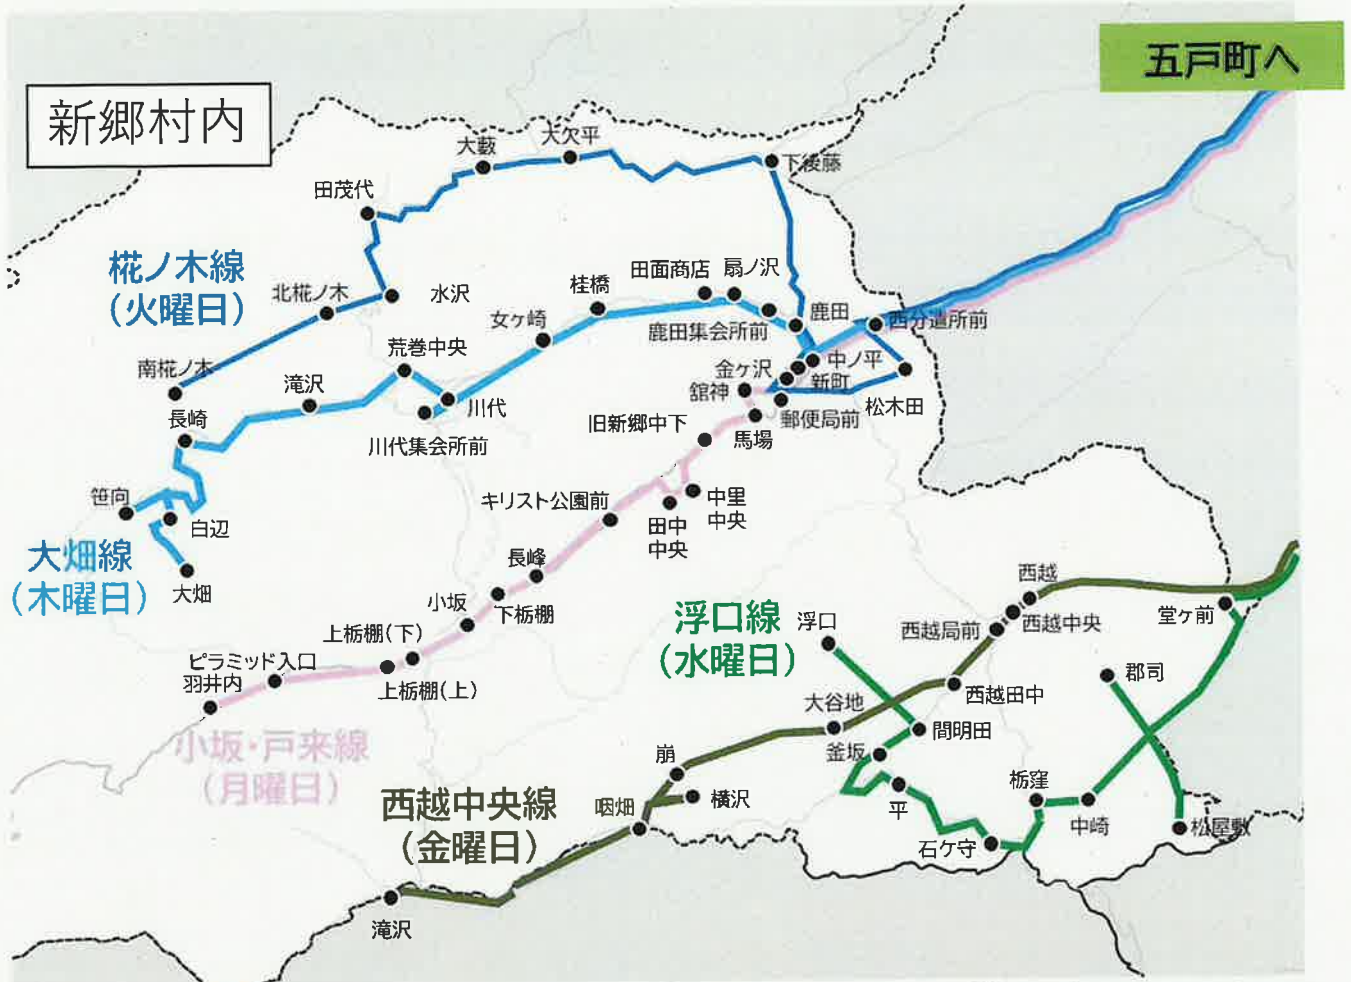 五戸町へ
新郷村内
大欠平
大藪
下後藤
田茂代
椛ノ木線
(火曜日)
北椛ノ木
水沢
田面商店
扇ノ沢
桂橋
女ヶ崎
鹿田集会所前
鹿田
西分遣所前
荒巻中央
南椛ノ木
滝沢
金ヶ沢
中ノ平
新町
舘神
長崎
川代
川代集会所前
旧新郷中下
馬場
郵便局前
松木田
笹向
白辺
キリスト公園前
田中
中央
中里
中央
大畑線
(木曜日)
大畑
長峰
下栃棚
小坂
上栃棚(下)
上栃棚(上)
ピラミッド入口
羽井内
小坂・戸来線
(月曜日)
浮口線
(水曜日)
浮口
西越
西越中央
西越局前
堂ヶ前
西越田中
郡司
大谷地
間明田
釜坂
崩
横沢
咽畑
平
栃窪
中崎
松屋敷
石ケ守
西越中央線
(金曜日)
滝沢